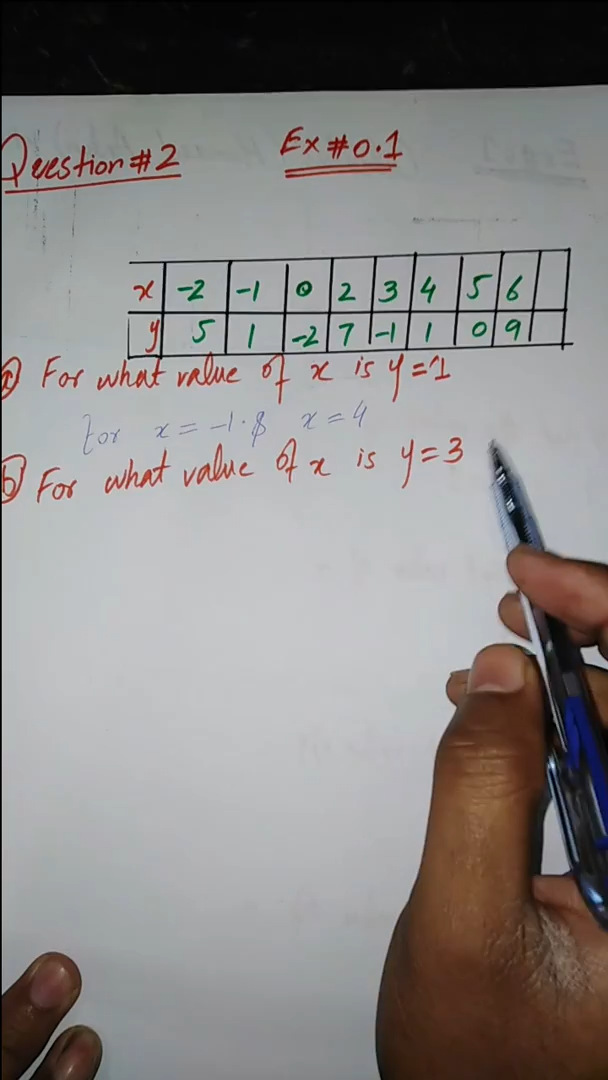 Question #2 Ex #0.1
x -2 -1 0 2 3 4 5 6
y 5 1 -2 7 -1 1 0 9
a) For what value of x is y=1
for x=-1. & x=4
b) For what value of x is y=3